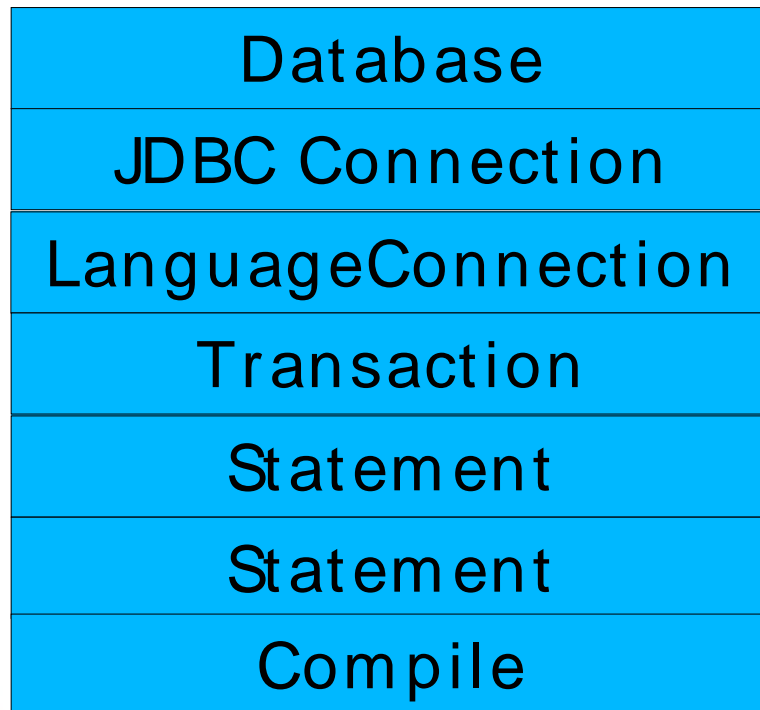 Database
JDBC Connection
LanguageConnection
Transaction
Statement
Statement
Compile